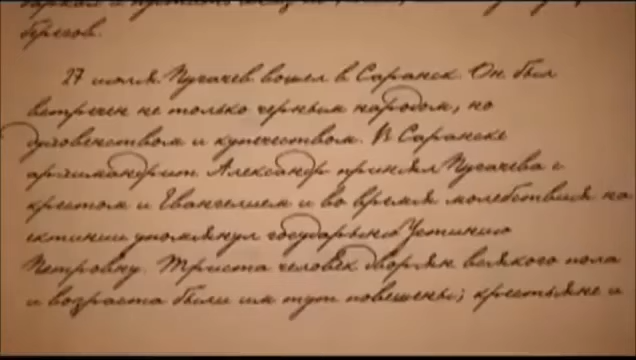 берегов.
27 июля Пугачев вошел в Саранск. Он был
встречен не только черным народом, но
духовенством и купечеством. В Саранске
архимандрит Александр принял Пугачева с
крестом и Евангелием и во время молебствия на
ектинии упомянул государыню Устинию
Петровну. Триста человек дворян всякого пола
и возраста были им тут повешены; крестьяне и